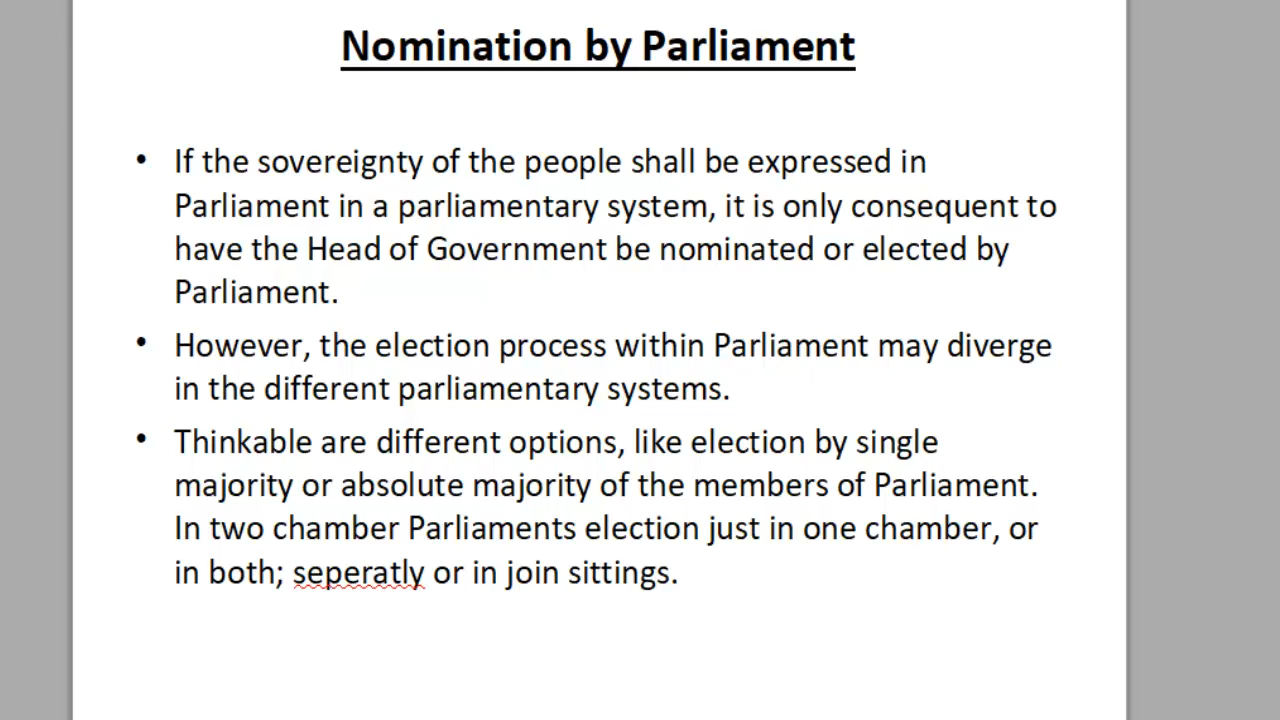 Nomination by Parliament
• If the sovereignty of the people shall be expressed in
Parliament in a parliamentary system, it is only consequent to
have the Head of Government be nominated or elected by
Parliament.
• However, the election process within Parliament may diverge
in the different parliamentary systems.
• Thinkable are different options, like election by single
majority or absolute majority of the members of Parliament.
In two chamber Parliaments election just in one chamber, or
in both; seperatly or in join sittings.